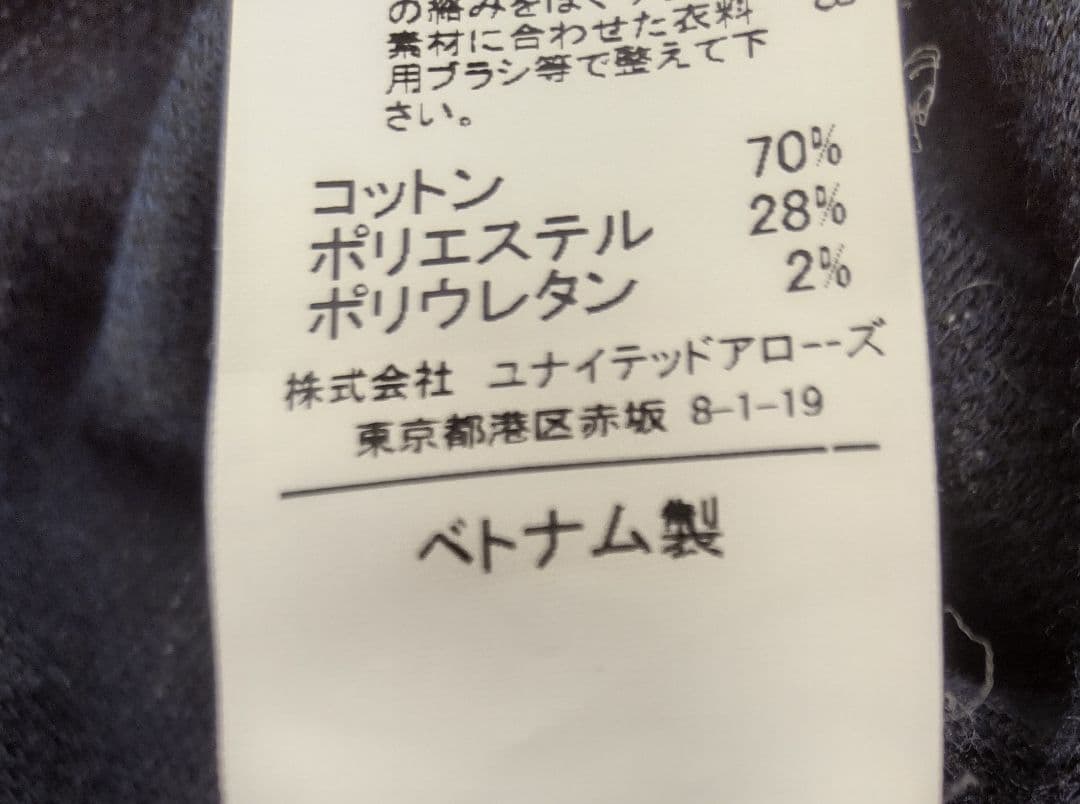 の絡みをほぐ
素材に合わせた衣料
用ブラシ等で整えて下
さい。
コットン 70%
ポリエステル 28%
ポリウレタン 2%
株式会社 ユナイテッドアローズ
東京都港区赤坂 8-1-19
ベトナム製